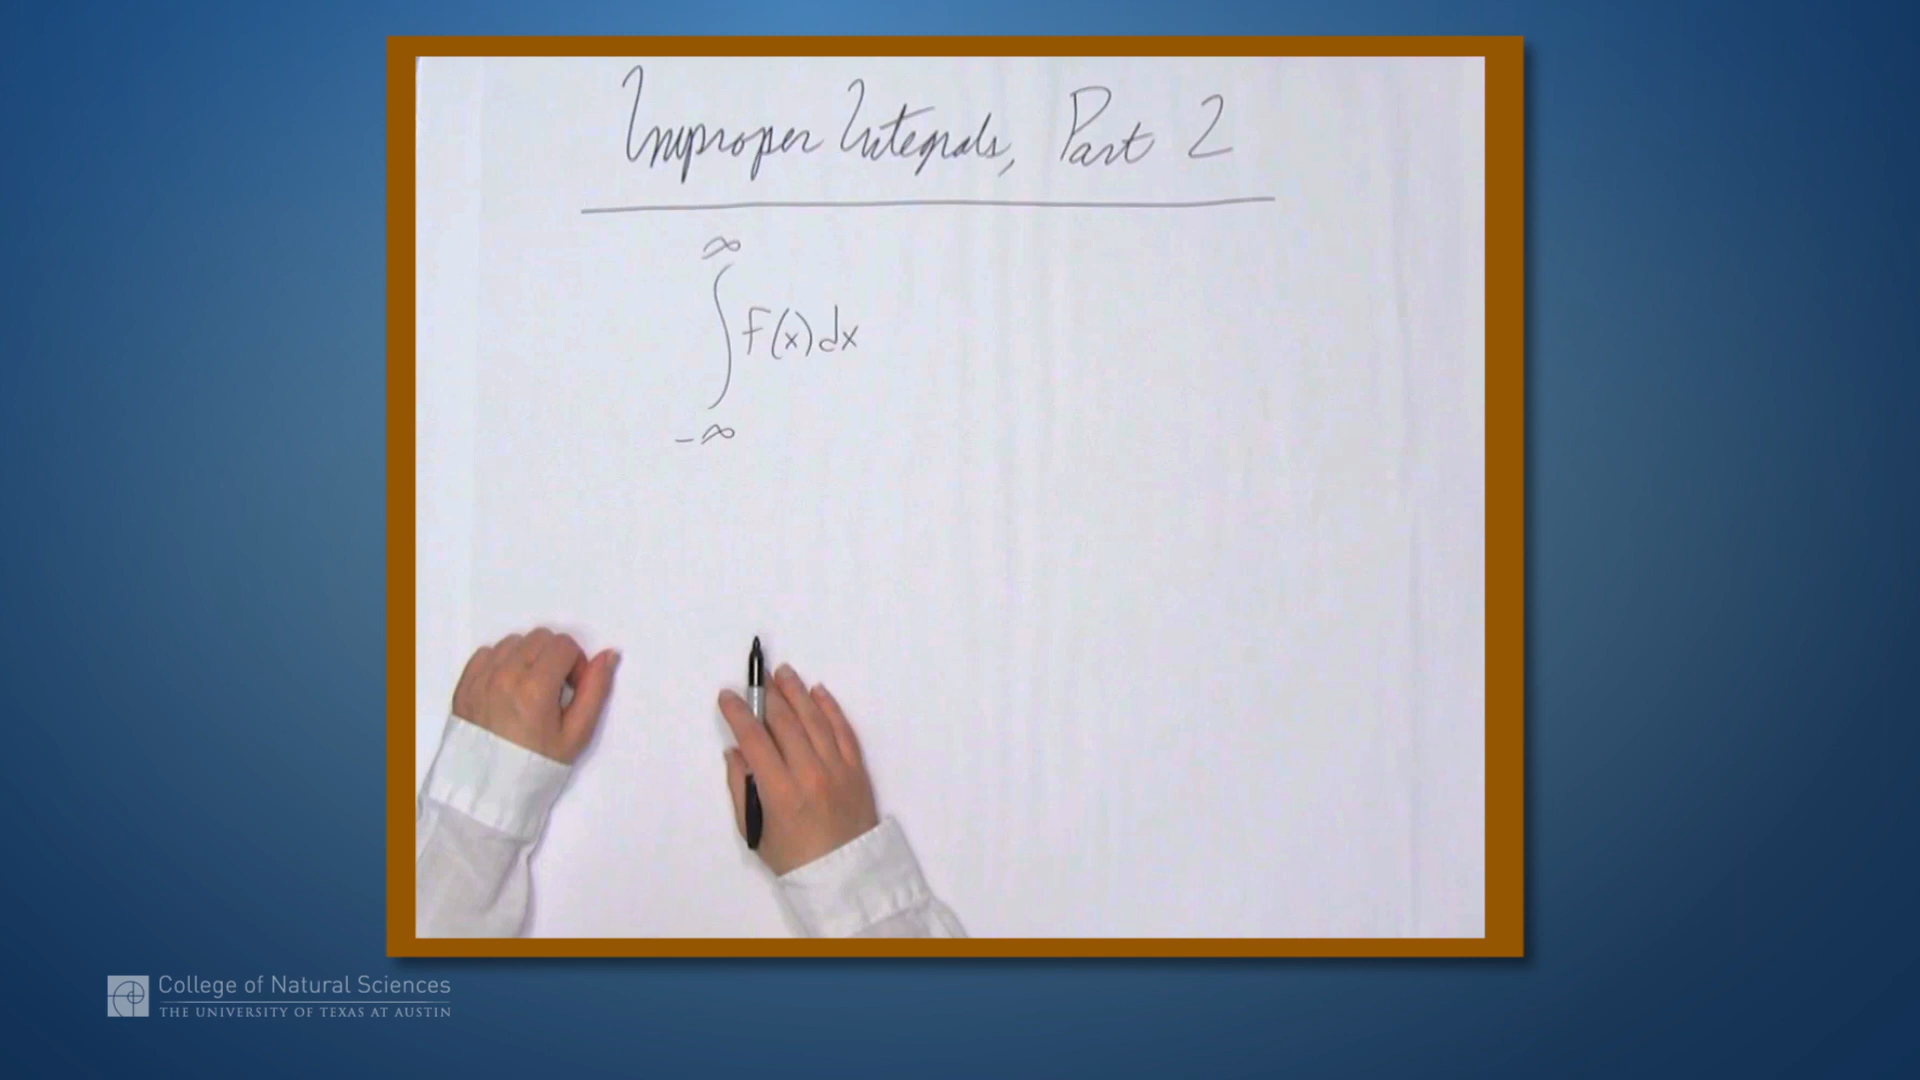 Improper Integrals, Part 2
∞
∫ f(x) dx
-∞
College of Natural Sciences
THE UNIVERSITY OF TEXAS AT AUSTIN